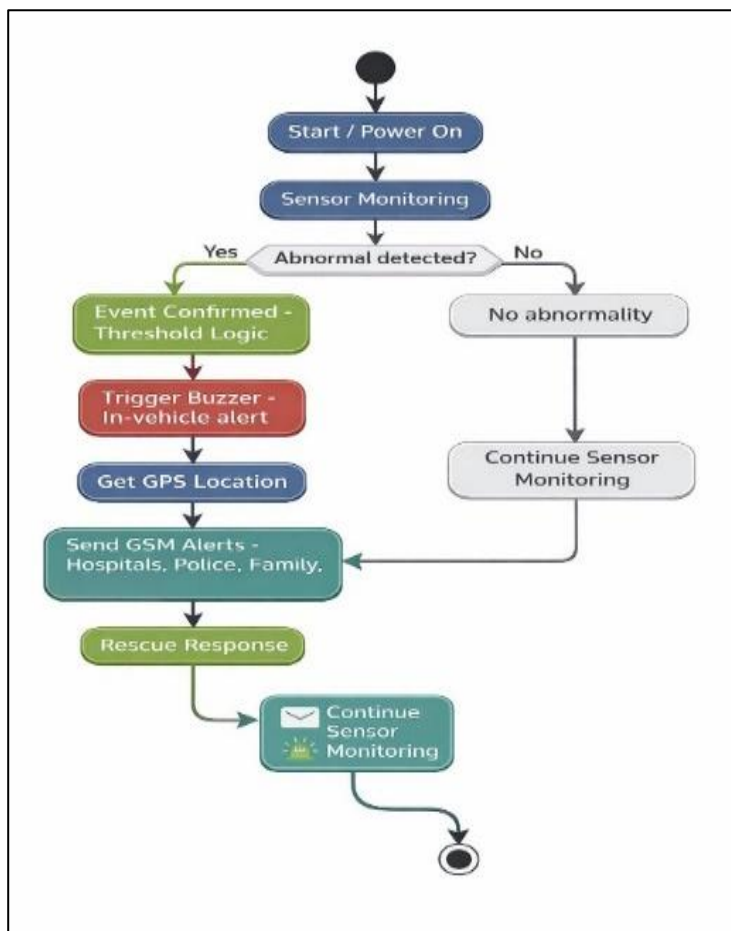 Start / Power On
Sensor Monitoring
Abnormal detected?
Yes
No
Event Confirmed -
Threshold Logic
No abnormality
Trigger Buzzer -
In-vehicle alert
Continue Sensor
Monitoring
Get GPS Location
Send GSM Alerts -
Hospitals, Police, Family,
Rescue Response
Continue
Sensor
Monitoring